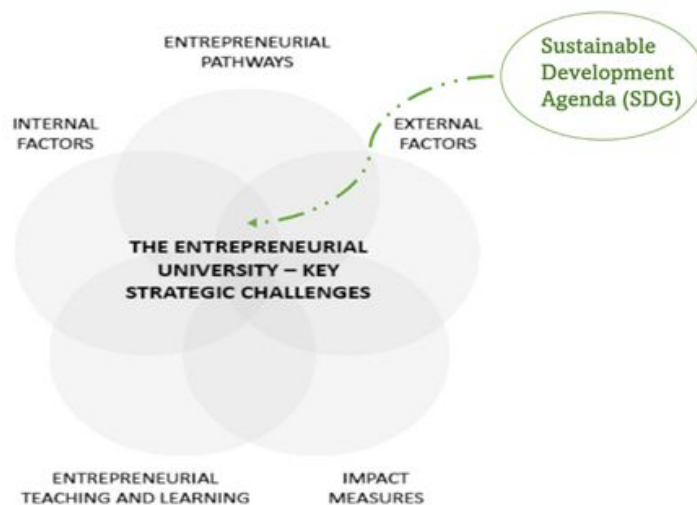 ENTREPRENEURIAL
PATHWAYS
Sustainable
Development
Agenda (SDG)
INTERNAL
FACTORS
EXTERNAL
FACTORS
THE ENTREPRENEURIAL
UNIVERSITY – KEY
STRATEGIC CHALLENGES
ENTREPRENEURIAL
TEACHING AND LEARNING
IMPACT
MEASURES